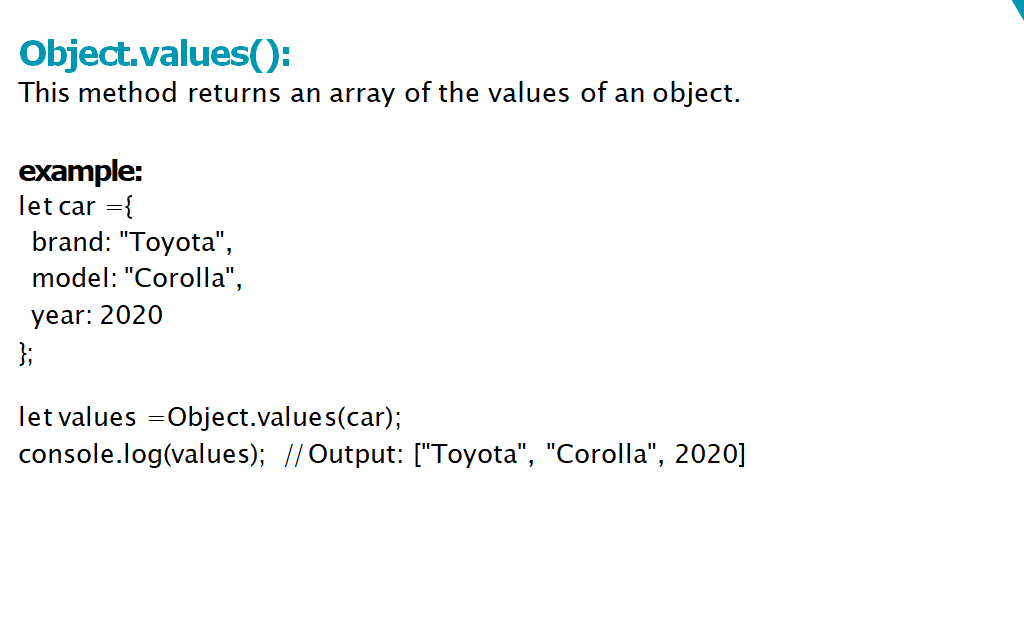 Object.values():
This method returns an array of the values of an object.
example:
let car ={
brand: "Toyota",
model: "Corolla",
year: 2020
};
let values =Object.values(car);
console.log(values); // Output: ["Toyota", "Corolla", 2020]